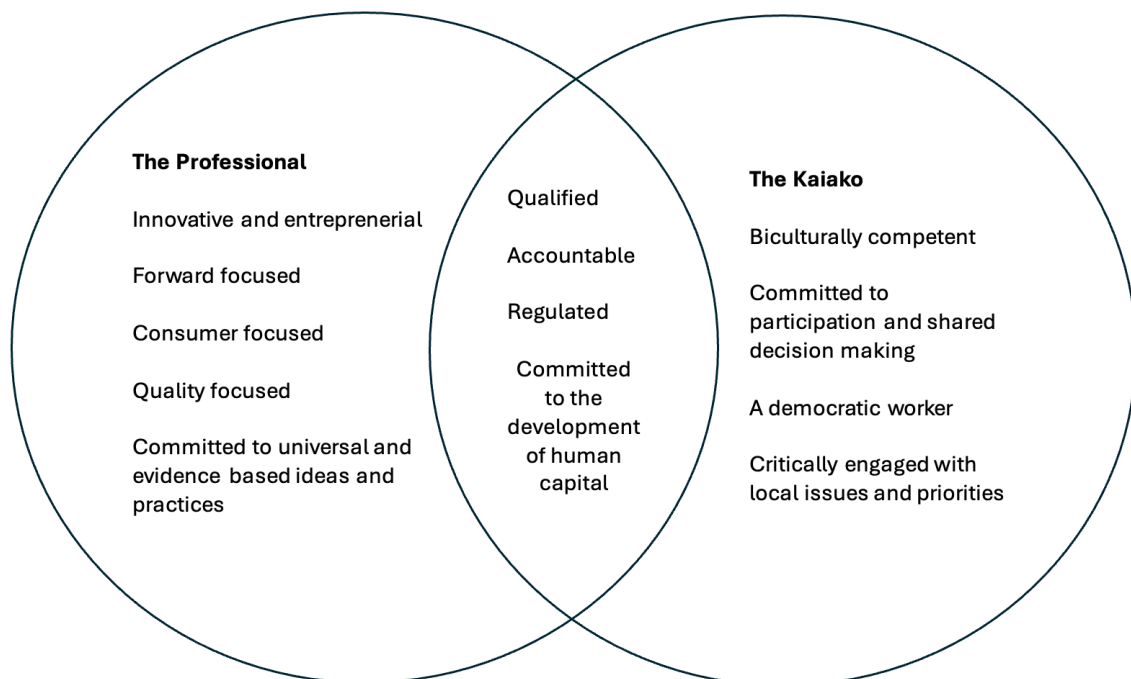 The Professional
Innovative and entreprenerial
Forward focused
Consumer focused
Quality focused
Committed to universal and
evidence based ideas and
practices
Qualified
Accountable
Regulated
Committed
to the
development
of human
capital
The Kaiako
Biculturally competent
Committed to
participation and shared
decision making
A democratic worker
Critically engaged with
local issues and priorities